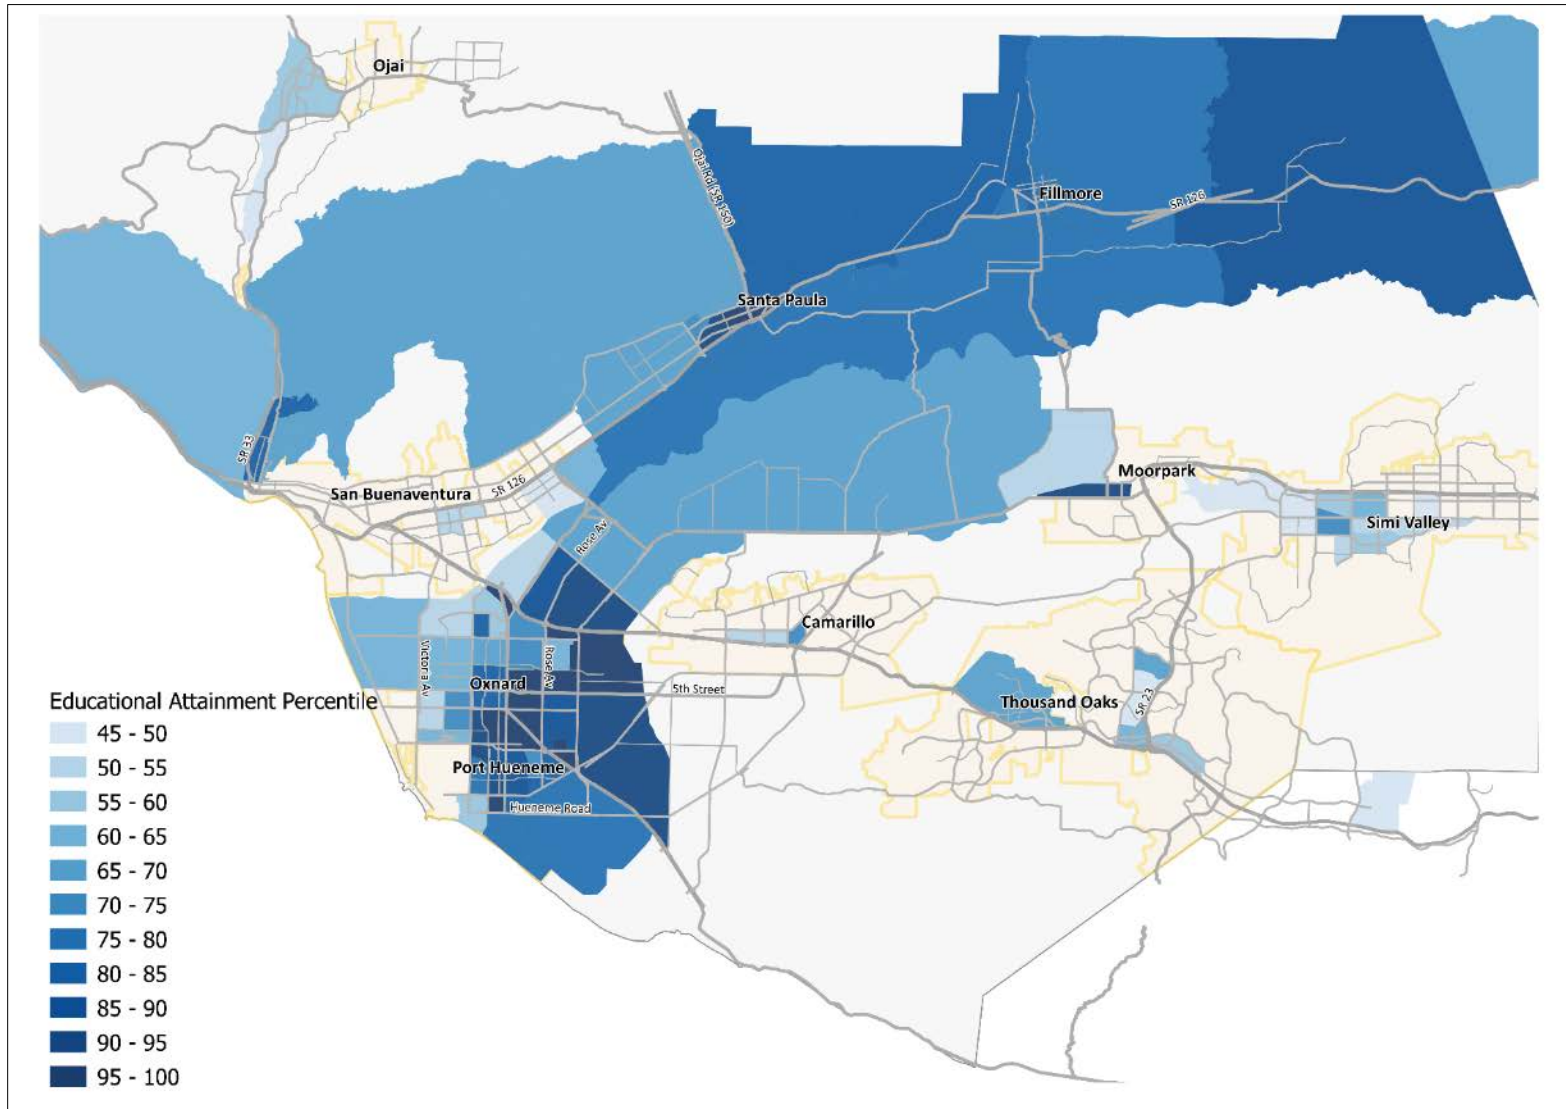 Ojai
Ojai Rd (SR 150)
Fillmore
SR 126
Santa Paula
SR 33
San Buenaventura
SR 126
Moorpark
Simi Valley
Rose Av
Camarillo
Victoria Av
Rose Av
Oxnard
5th Street
Thousand Oaks
SR 23
Port Hueneme
Hueneme Road
Educational Attainment Percentile
45 - 50
50 - 55
55 - 60
60 - 65
65 - 70
70 - 75
75 - 80
80 - 85
85 - 90
90 - 95
95 - 100